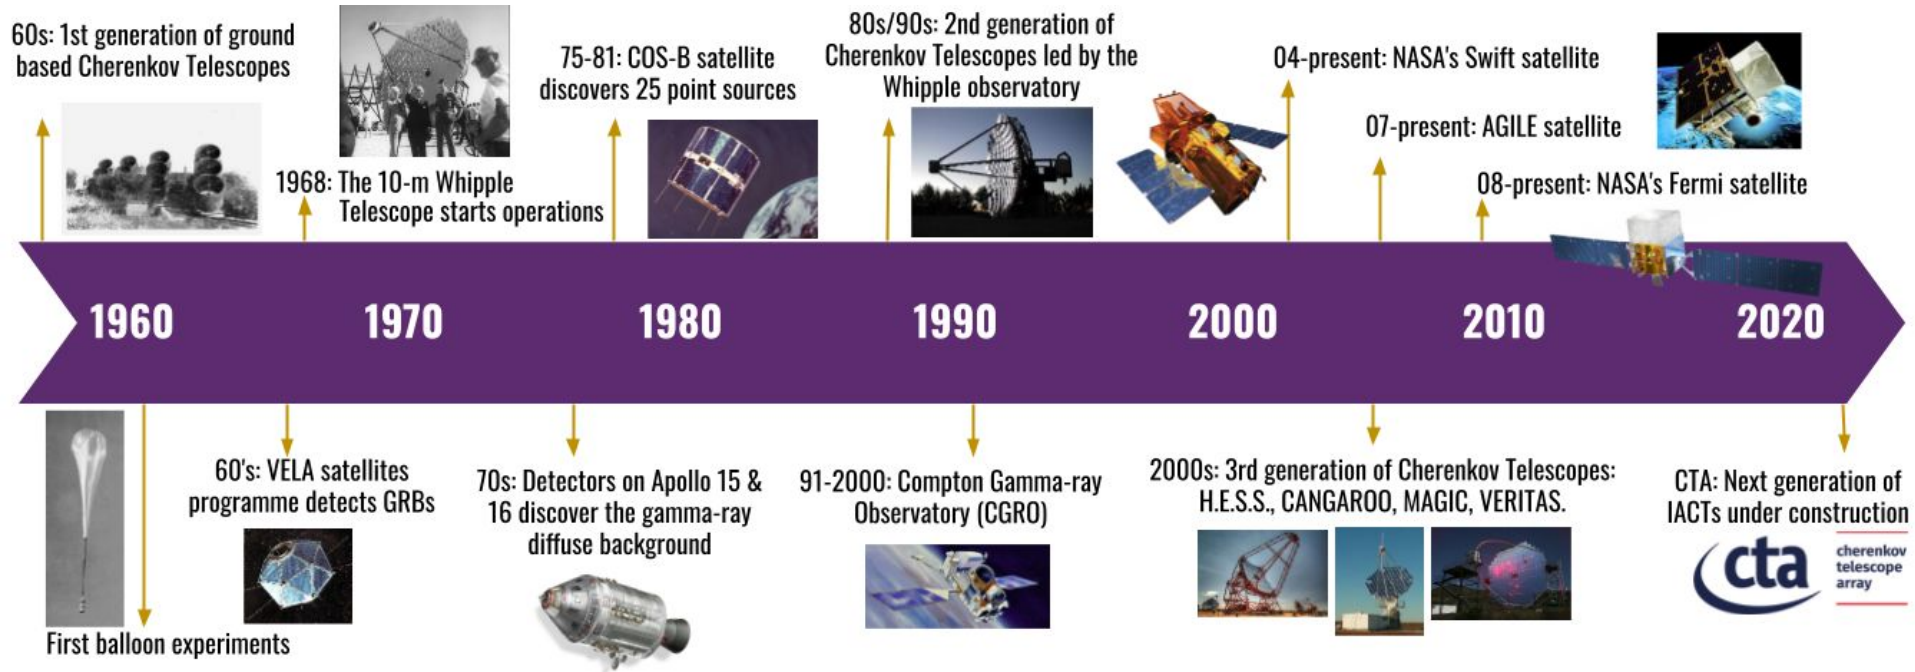 60s: 1st generation of ground
based Cherenkov Telescopes
1968: The 10-m Whipple
Telescope starts operations
75-81: COS-B satellite
discovers 25 point sources
80s/90s: 2nd generation of
Cherenkov Telescopes led by the
Whipple observatory
04-present: NASA's Swift satellite
07-present: AGILE satellite
08-present: NASA's Fermi satellite
1960 1970 1980 1990 2000 2010 2020
First balloon experiments
60's: VELA satellites
programme detects GRBs
70s: Detectors on Apollo 15 &
16 discover the gamma-ray
diffuse background
91-2000: Compton Gamma-ray
Observatory (CGRO)
2000s: 3rd generation of Cherenkov Telescopes:
H.E.S.S., CANGAROO, MAGIC, VERITAS.
CTA: Next generation of
IACTs under construction
cta
cherenkov
telescope
array